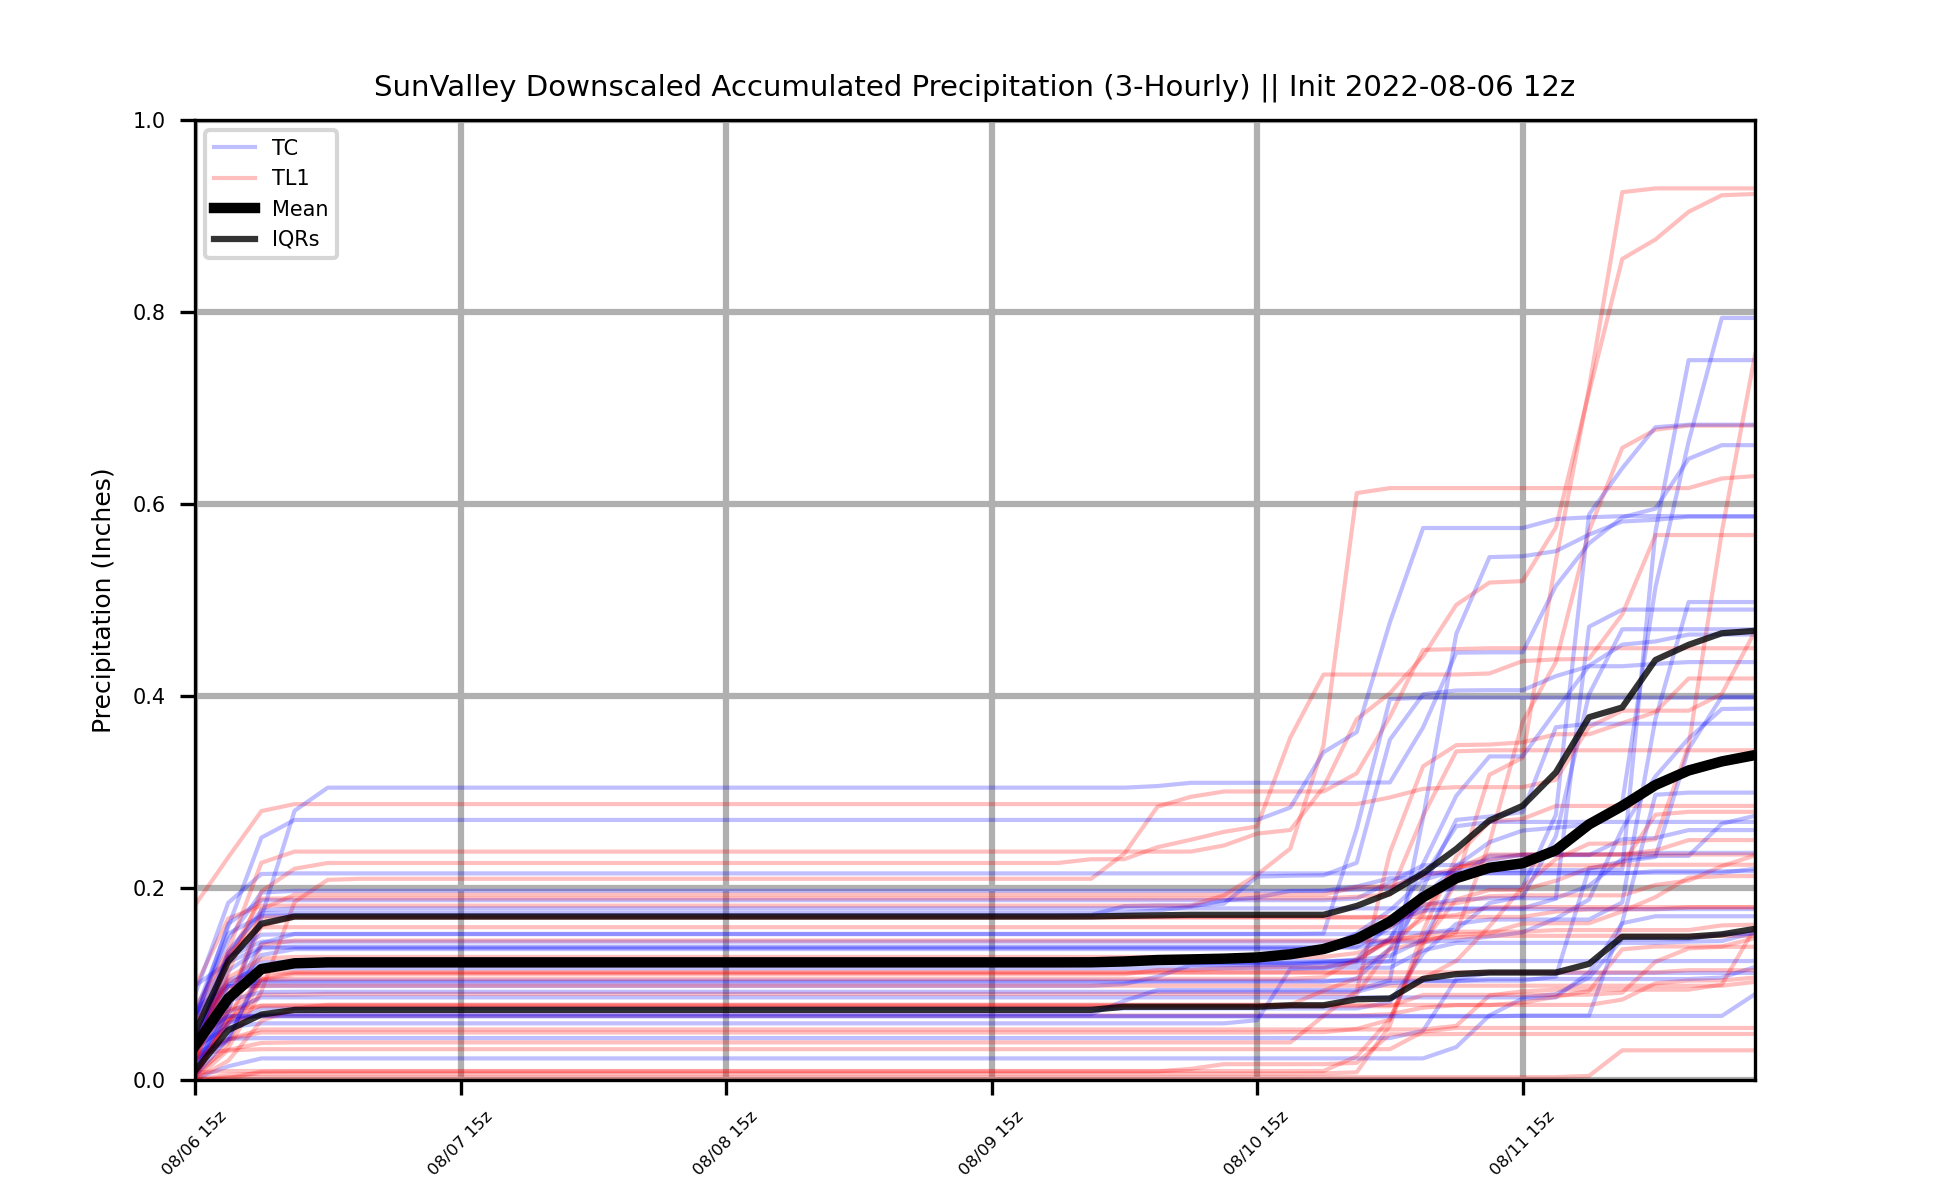 SunValley Downscaled Accumulated Precipitation (3-Hourly) || Init 2022-08-06 12z
Precipitation (Inches)
1.0
0.8
0.6
0.4
0.2
0.0
TC
TL1
Mean
IQRs
08/06 15z
08/07 15z
08/08 15z
08/09 15z
08/10 15z
08/11 15z